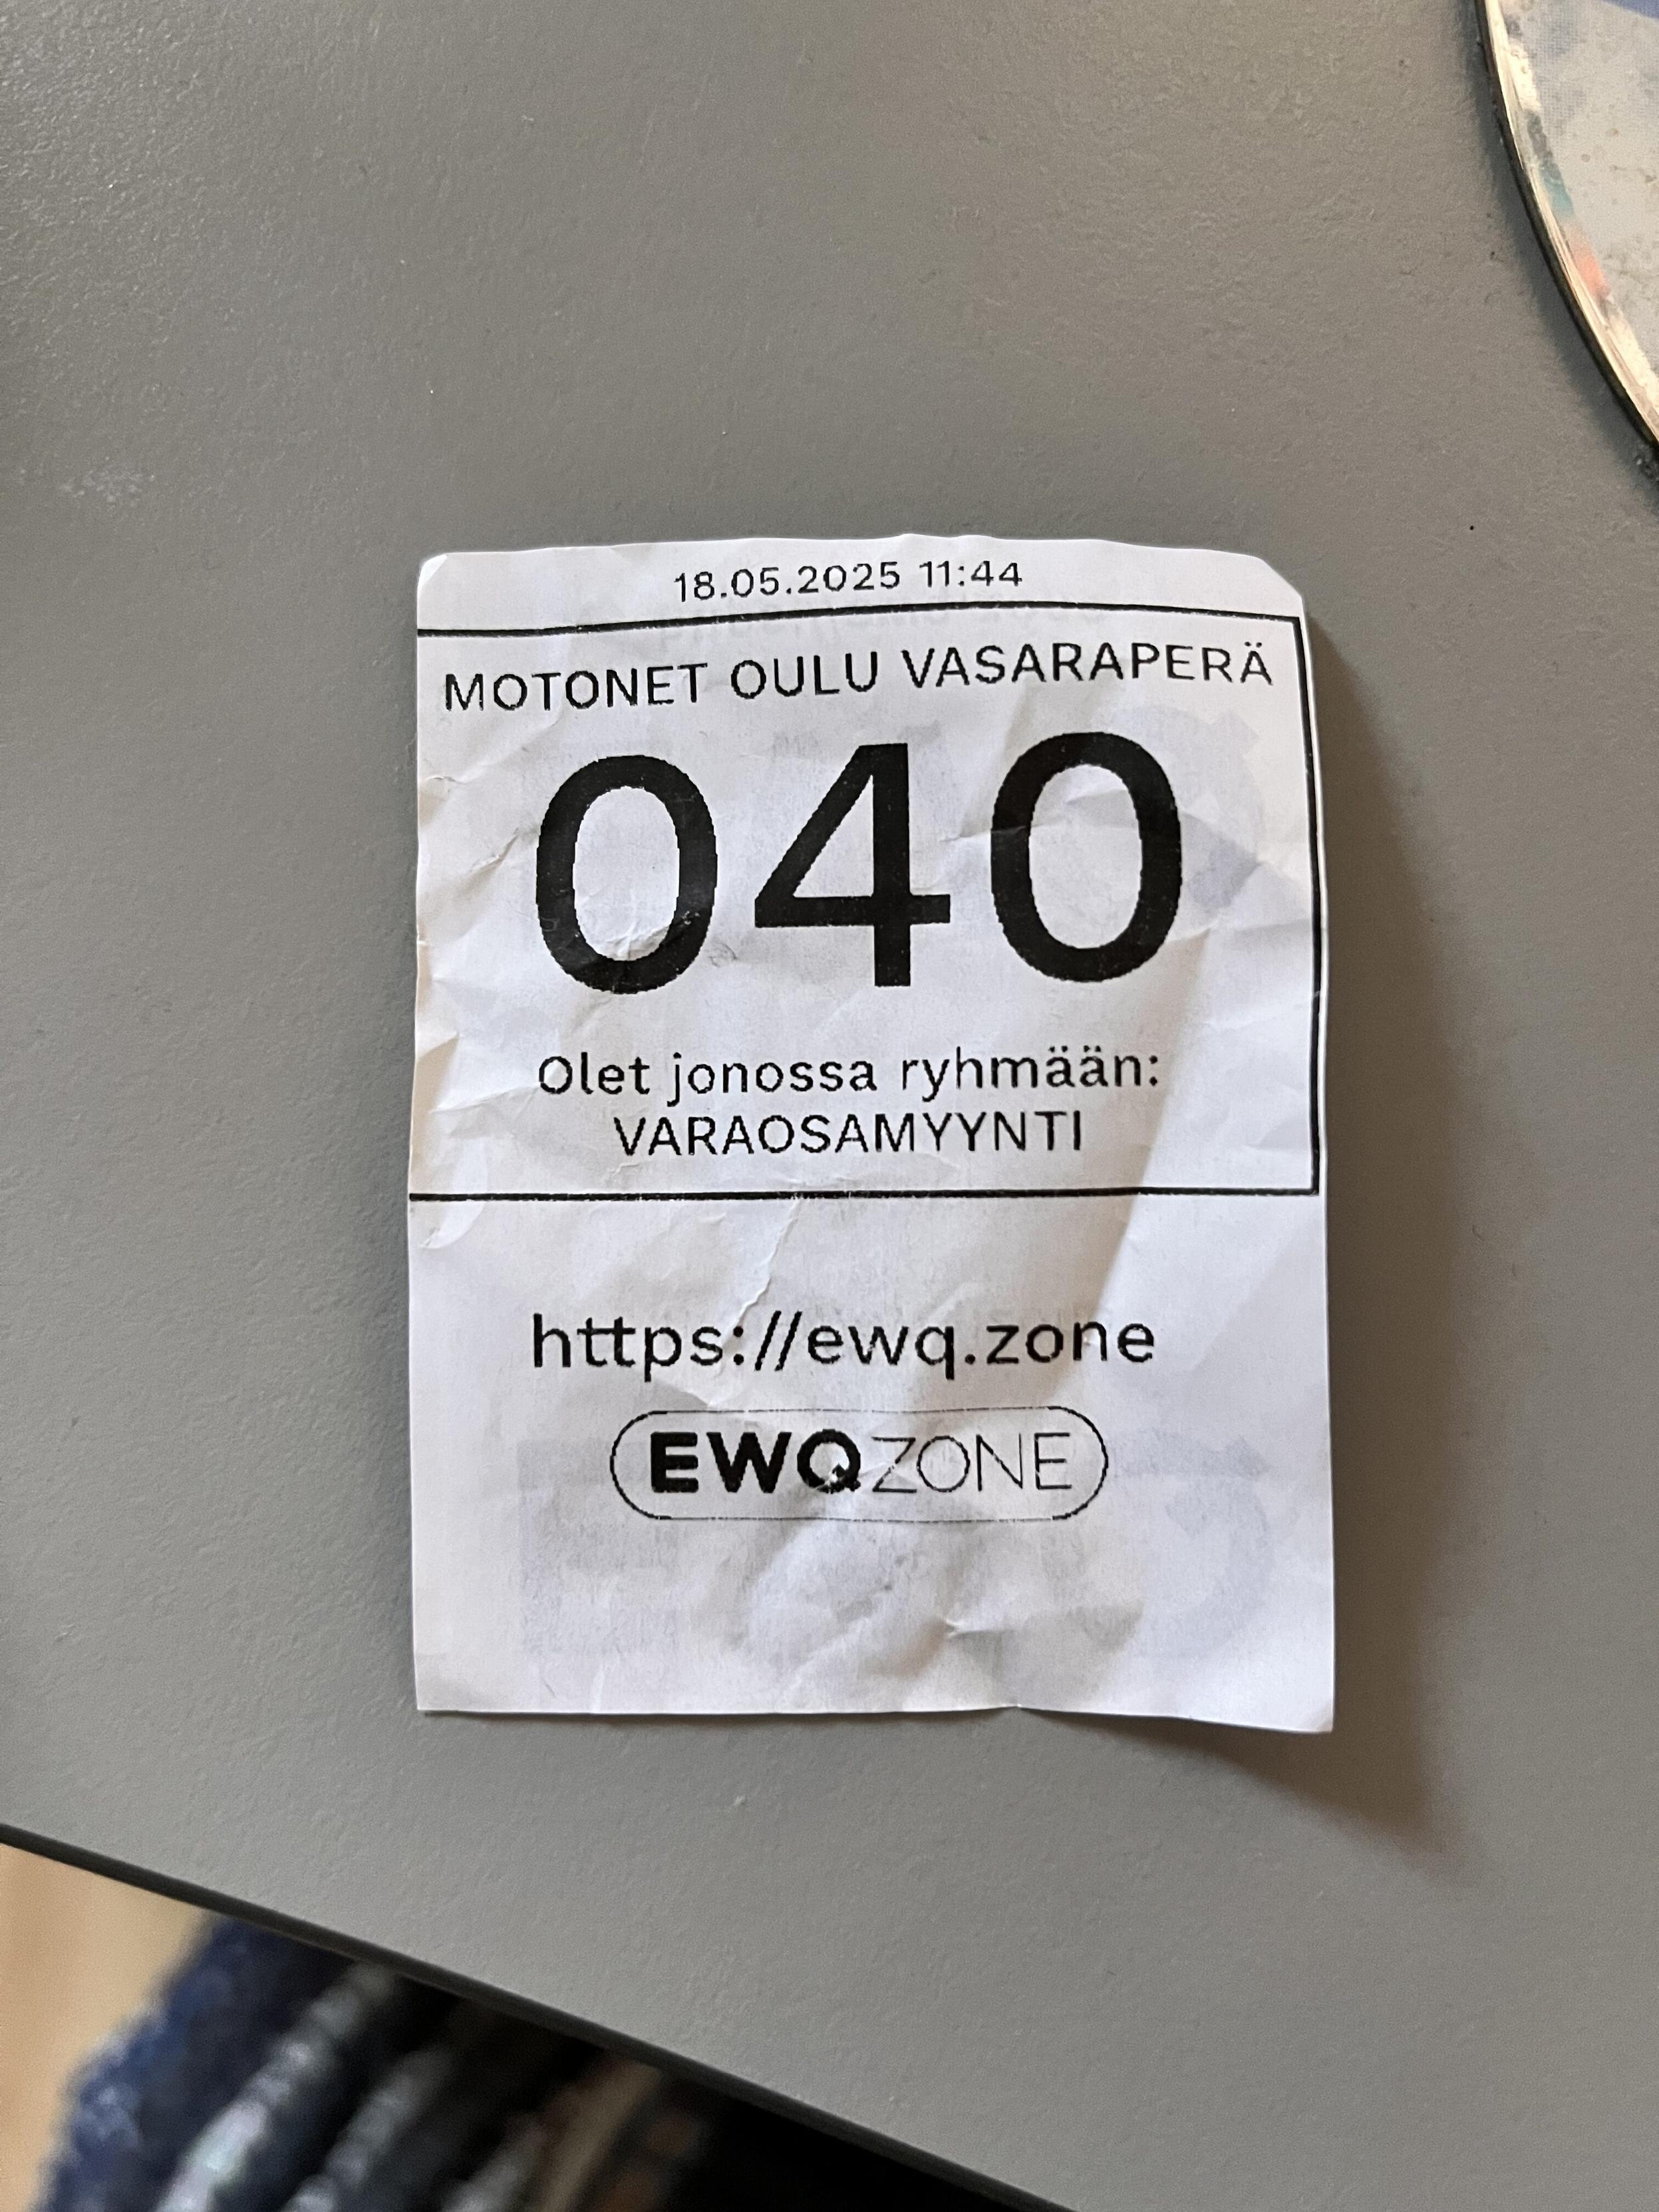 18.05.2025 11:44
MOTONET OULU VASARAPERÄ
040
Olet jonossa ryhmään:
VARAOSAMYYNTI
https://ewq.zone
EWQZONE